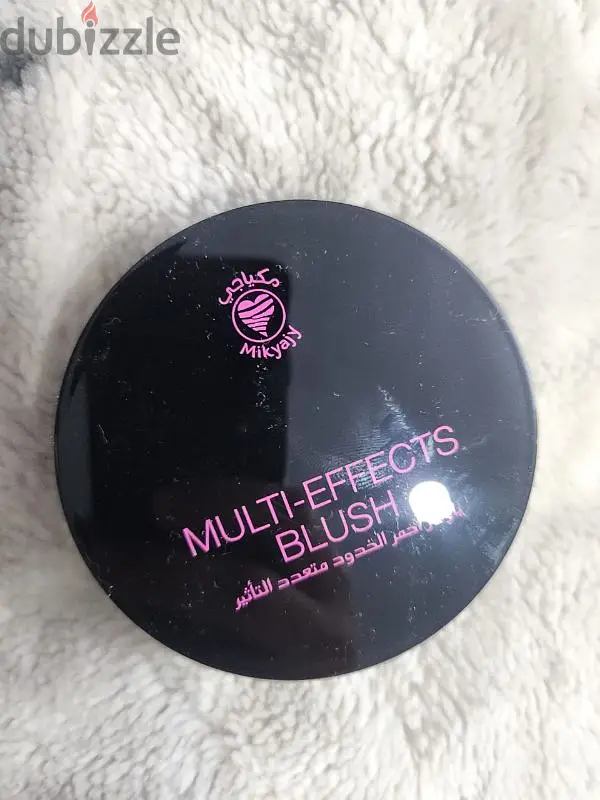 dubizzle
مكياجي
Mikyajy
MULTI-EFFECTS
BLUSH
أحمر الخدود متعدد التأثير